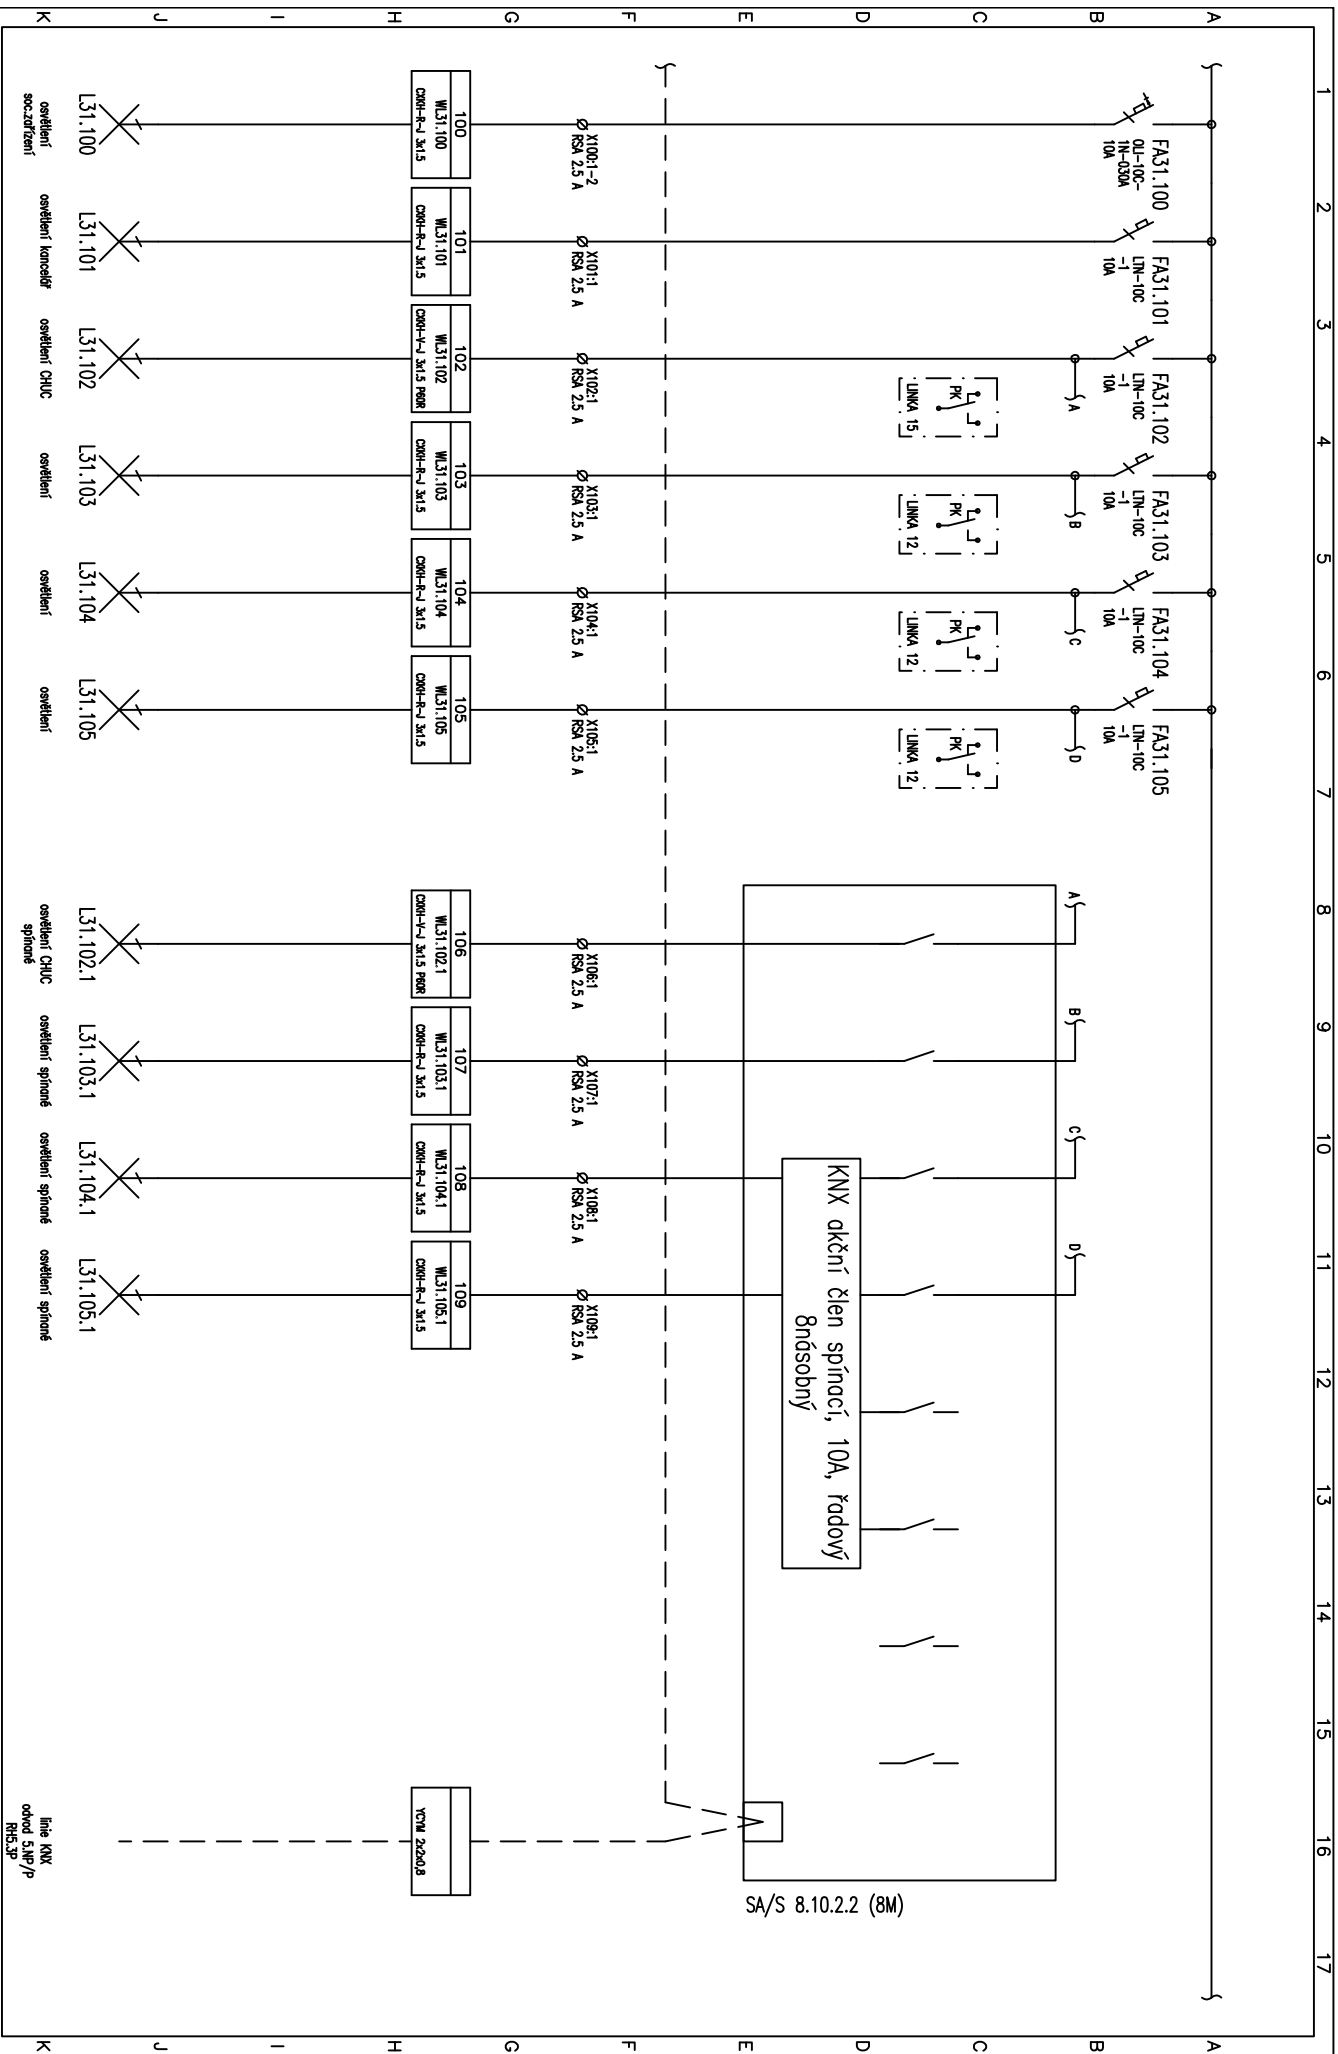 1
2
3
4
5
6
7
8
9
10
11
12
13
14
15
16
17
A
B
C
D
E
F
G
H
I
J
K
A
B
C
D
E
F
G
H
I
J
K
FA31.100
OLI-10C-
1N-030A
10A
FA31.101
LTN-10C
-1
10A
FA31.102
LTN-10C
-1
10A
FA31.103
LTN-10C
-1
10A
FA31.104
LTN-10C
-1
10A
FA31.105
LTN-10C
-1
10A
A
B
C
D
A
B
C
D
PK
LINKA 15
PK
LINKA 12
PK
LINKA 12
PK
LINKA 12
KNX akční člen spínací, 10A, řadový
8násobný
SA/S 8.10.2.2 (8M)
X100:1-2
RSA 2.5 A
X101:1
RSA 2.5 A
X102:1
RSA 2.5 A
X103:1
RSA 2.5 A
X104:1
RSA 2.5 A
X105:1
RSA 2.5 A
X106:1
RSA 2.5 A
X107:1
RSA 2.5 A
X108:1
RSA 2.5 A
X109:1
RSA 2.5 A
100
WL31.100
CXKH-R-J 3x1.5
101
WL31.101
CXKH-R-J 3x1.5
102
WL31.102
CXKH-V-J 3x1.5 P60R
103
WL31.103
CXKH-R-J 3x1.5
104
WL31.104
CXKH-R-J 3x1.5
105
WL31.105
CXKH-R-J 3x1.5
106
WL31.102.1
CXKH-V-J 3x1.5 P60R
107
WL31.103.1
CXKH-R-J 3x1.5
108
WL31.104.1
CXKH-R-J 3x1.5
109
WL31.105.1
CXKH-R-J 3x1.5
YCYM 2x2x0,8
L31.100
osvětlení
soc.zařízení
L31.101
osvětlení kancelář
L31.102
osvětlení CHUC
L31.103
osvětlení
L31.104
osvětlení
L31.105
osvětlení
L31.102.1
osvětlení CHUC
spínané
L31.103.1
osvětlení spínané
L31.104.1
osvětlení spínané
L31.105.1
osvětlení spínané
linie KNX
odvod 5.NP/P
RH5.3P